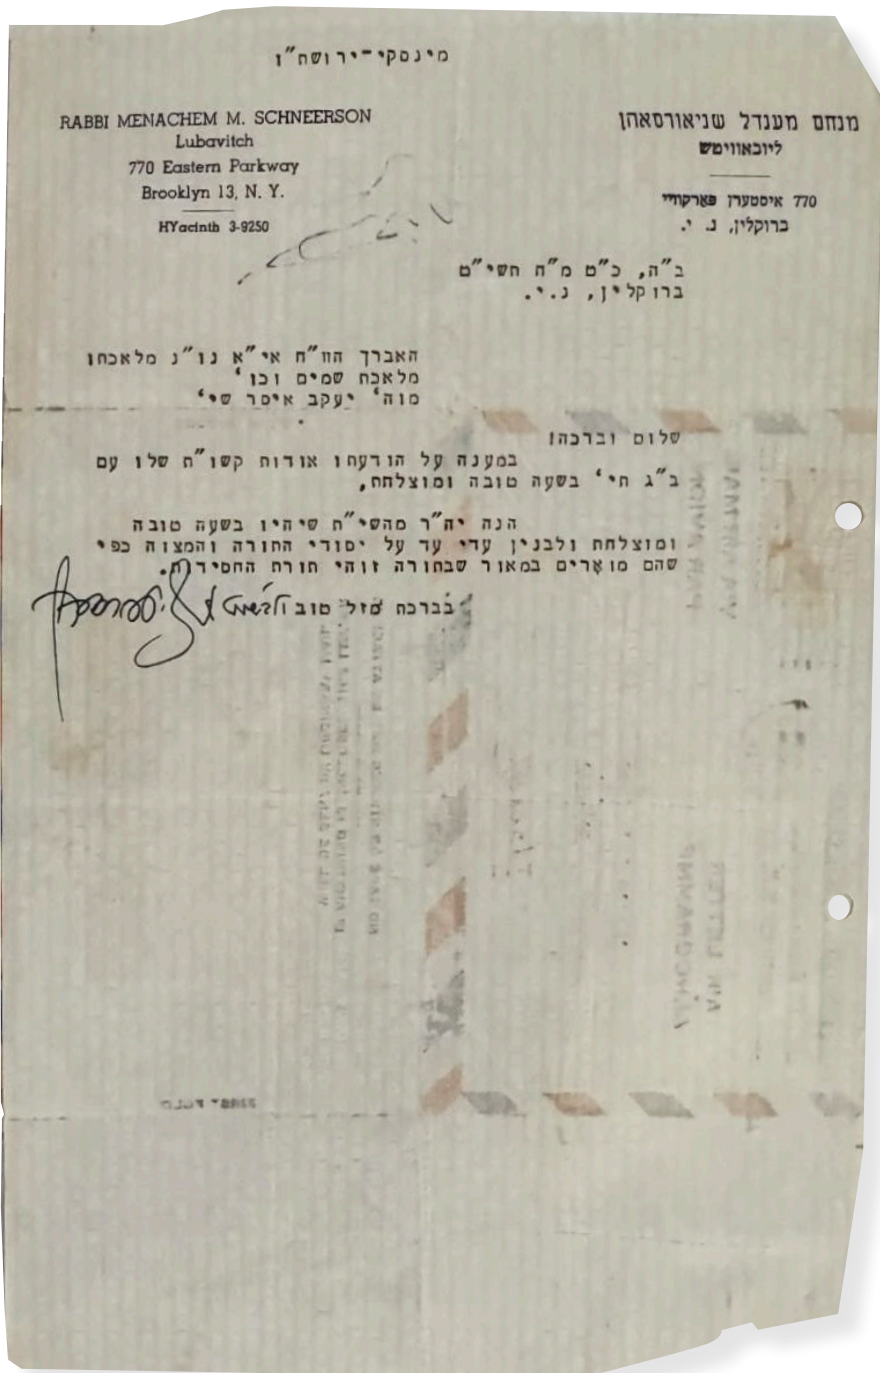 מינסקי-ירושת"ו
RABBI MENACHEM M. SCHNEERSON
Lubavitch
770 Eastern Parkway
Brooklyn 13, N. Y.
HYacinth 3-9250
מנחם מענדל שניאורסאהן
ליובאוויטש
770 איסטערן פארקוויי
ברוקלין, נ. י.
ב"ה, כ"ט מ"ח תשי"ט
ברוקלין, נ.י.
האברך הוו"ח אי"א נו"נ מלאכתו
מלאכת שמים וכו'
מוה' יעקב איסר שי'
שלום וברכה!
במענה על הודעתו אודות קשו"ת שלו עם
ב"ג תי' בשעה טובה ומוצלחת,
הנה יה"ר מהשי"ת שיהיו בשעה טובה
ומוצלחת ולבנין עדי עד על יסודי התורה והמצוה כפי
שהם מוארים במאור שבתורה זוהי תורת החסידות.
בברכת מזל טוב